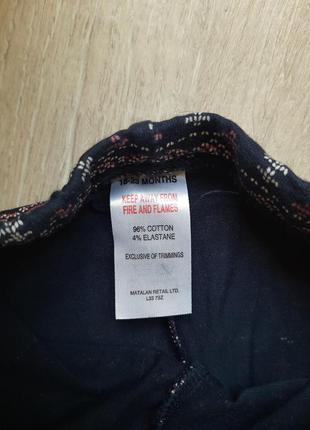 18-23 MONTHS
KEEP AWAY FROM
FIRE AND FLAMES
96% COTTON
4% ELASTANE
EXCLUSIVE OF TRIMMINGS
MATALAN RETAIL LTD.
L33 7SZ